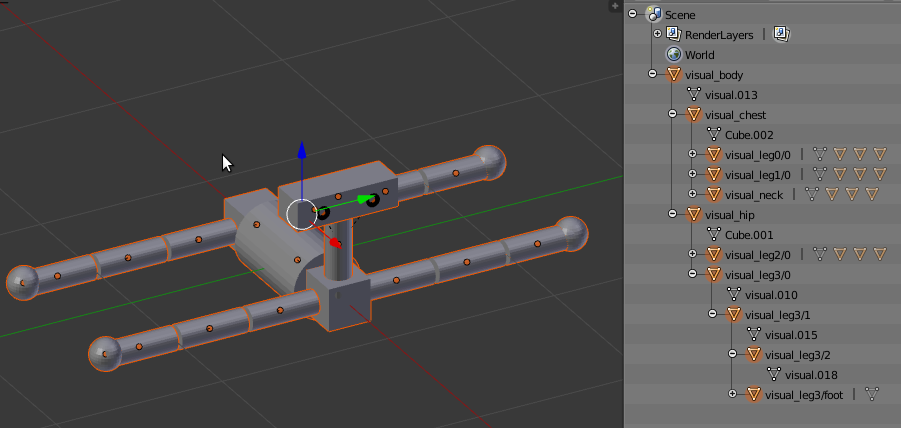 Scene
RenderLayers
World
visual_body
visual.013
visual_chest
Cube.002
visual_leg0/0
visual_leg1/0
visual_neck
visual_hip
Cube.001
visual_leg2/0
visual_leg3/0
visual.010
visual_leg3/1
visual.015
visual_leg3/2
visual.018
visual_leg3/foot